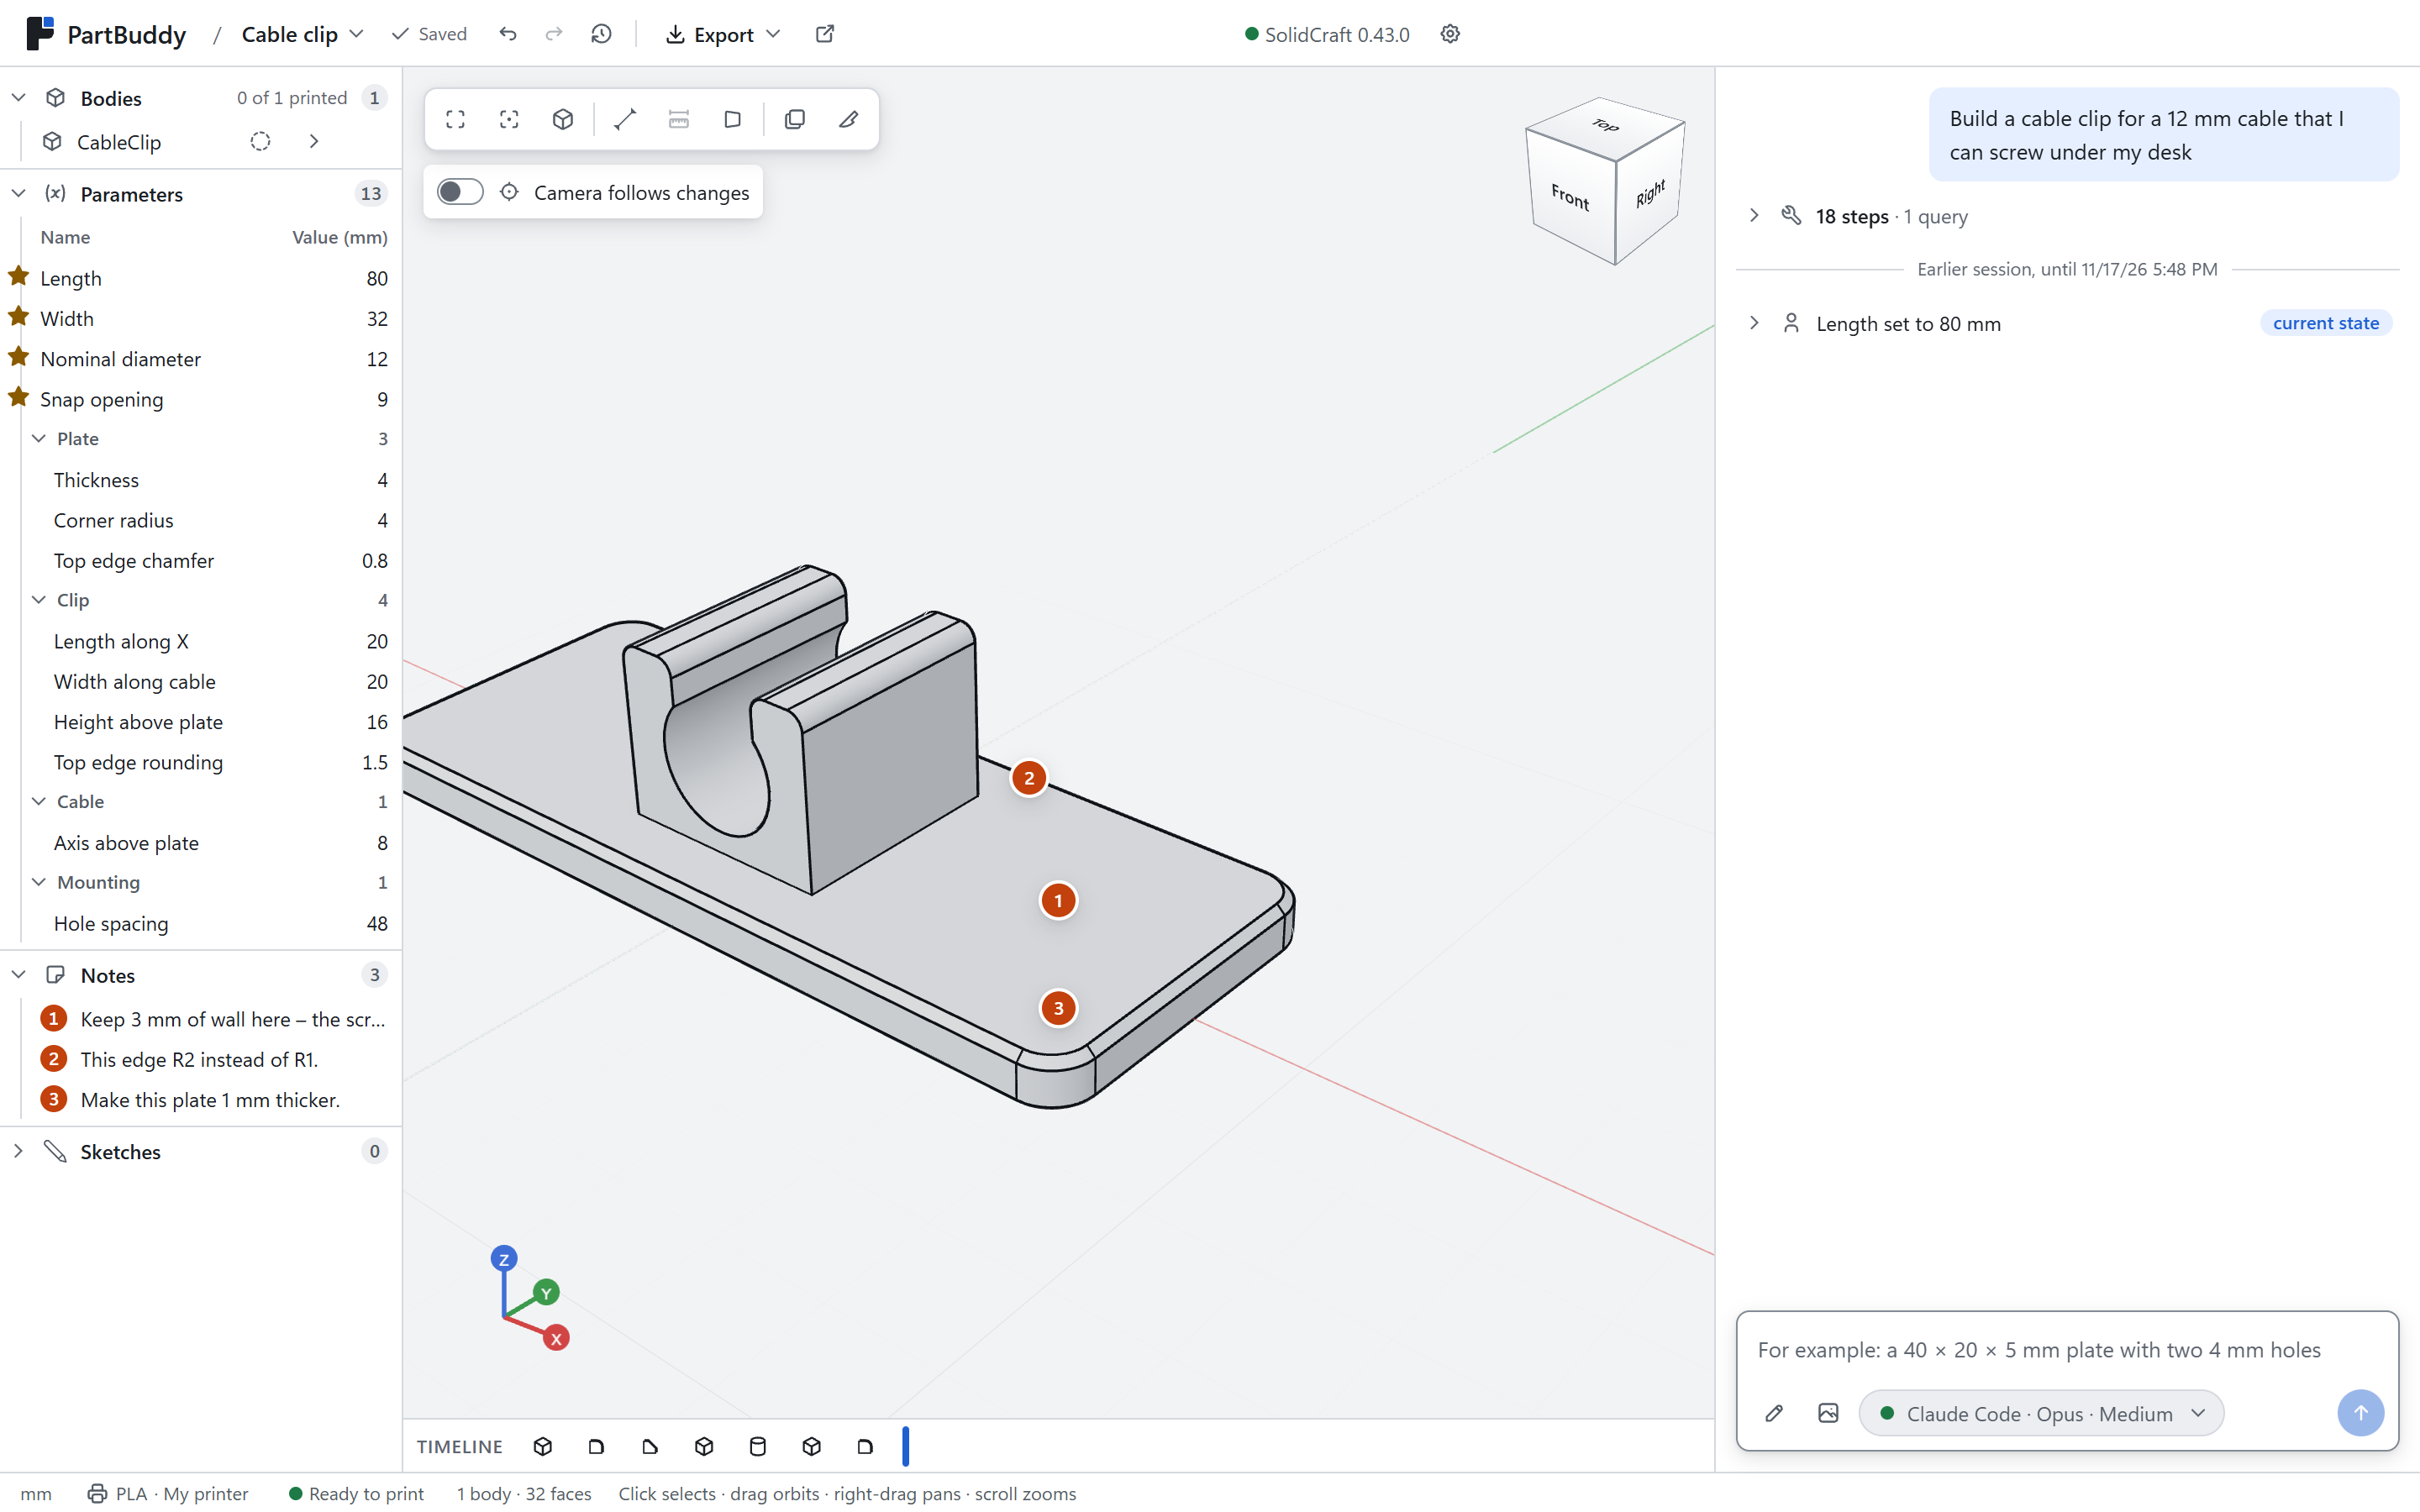 PartBuddy / Cable clip Saved Export SolidCraft 0.43.0
Bodies 0 of 1 printed 1
CableClip
(x) Parameters 13
Name Value (mm)
Length 80
Width 32
Nominal diameter 12
Snap opening 9
Plate 3
Thickness 4
Corner radius 4
Top edge chamfer 0.8
Clip 4
Length along X 20
Width along cable 20
Height above plate 16
Top edge rounding 1.5
Cable 1
Axis above plate 8
Mounting 1
Hole spacing 48
Notes 3
1 Keep 3 mm of wall here – the scr...
2 This edge R2 instead of R1.
3 Make this plate 1 mm thicker.
Sketches 0
Camera follows changes
Top
Front
Right
2
1
3
Z
Y
X
TIMELINE
Build a cable clip for a 12 mm cable that I
can screw under my desk
18 steps · 1 query
Earlier session, until 11/17/26 5:48 PM
Length set to 80 mm current state
For example: a 40 × 20 × 5 mm plate with two 4 mm holes
Claude Code · Opus · Medium
mm PLA · My printer Ready to print 1 body · 32 faces Click selects · drag orbits · right-drag pans · scroll zooms